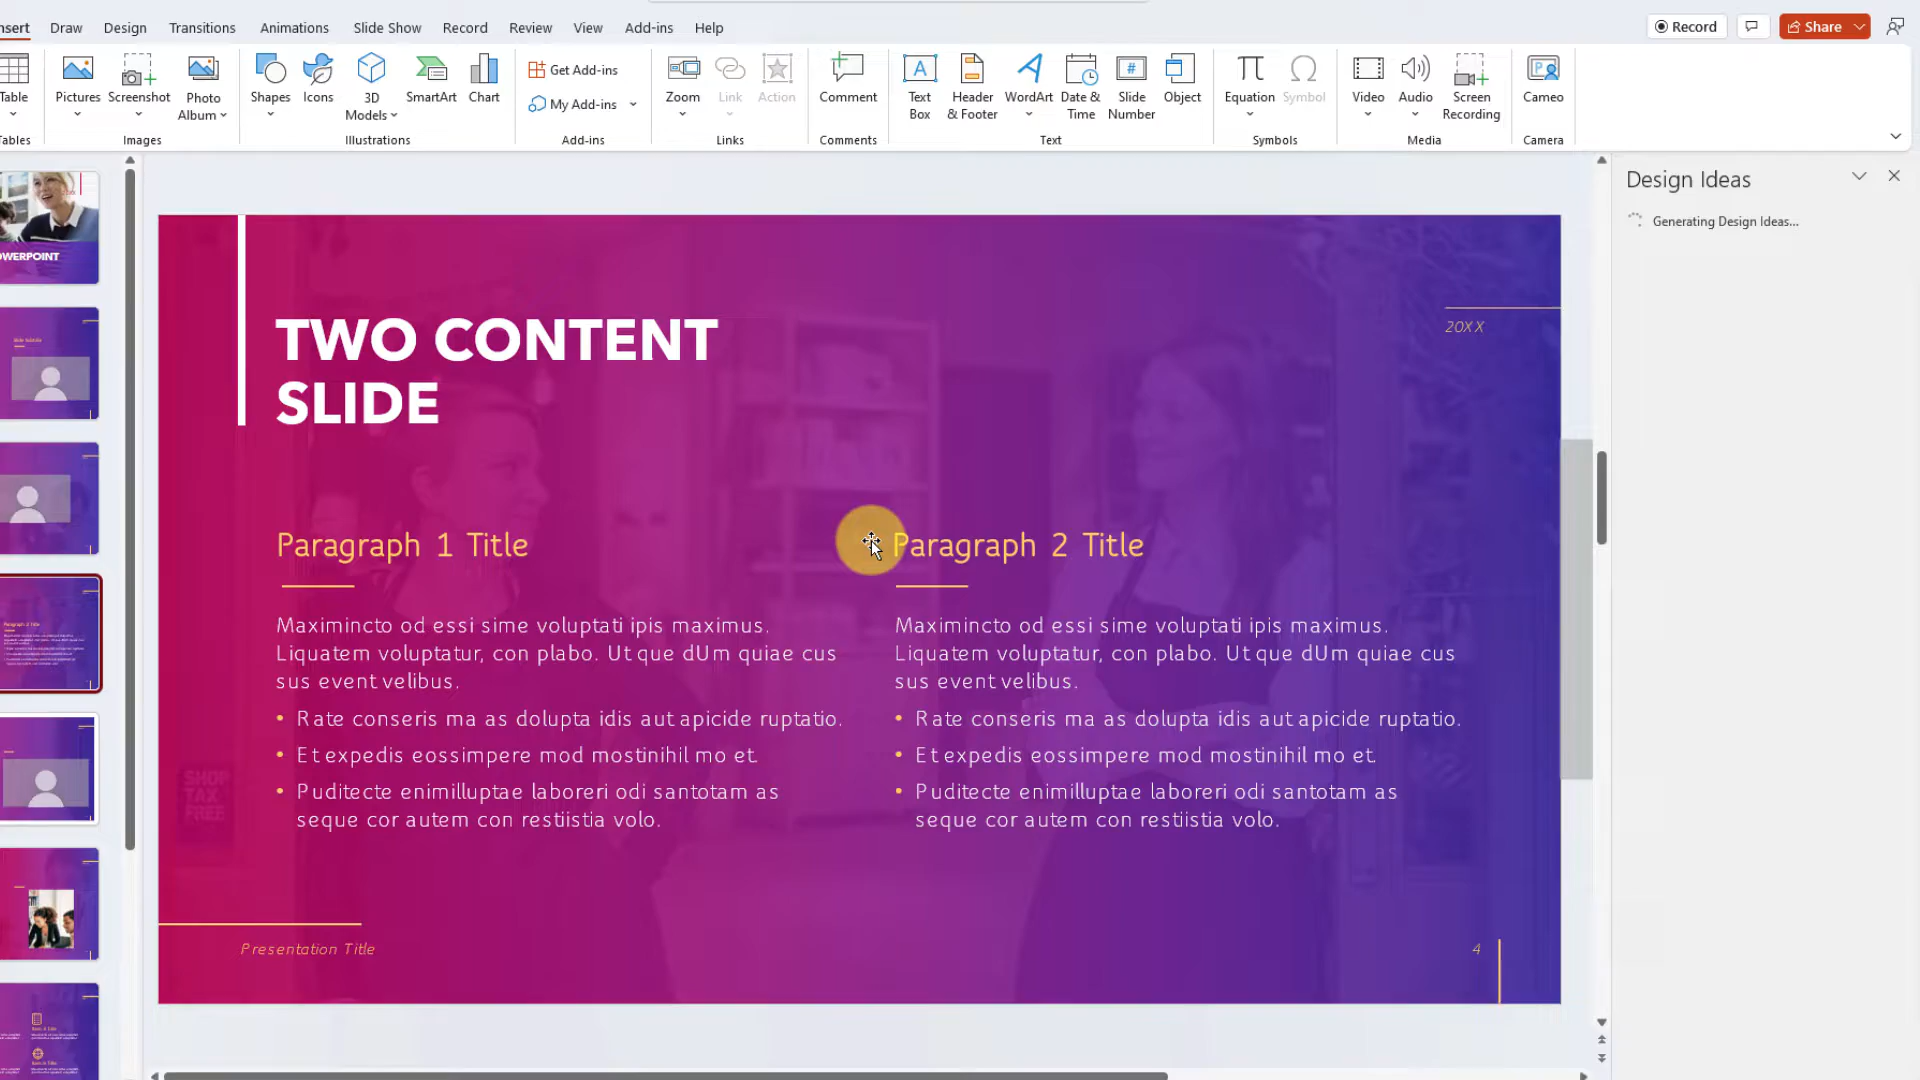 nsert Draw Design Transitions Animations Slide Show Record Review View Add-ins Help
Record Share
Table Pictures Screenshot Photo Album Shapes Icons 3D Models SmartArt Chart
Get Add-ins
My Add-ins
Zoom Link Action Comment Text Box Header & Footer WordArt Date & Time Slide Number Object Equation Symbol Video Audio Screen Recording Cameo
Tables Images Illustrations Add-ins Links Comments Text Symbols Media Camera
Design Ideas
Generating Design Ideas...
OWERPOINT
Slide Subtitle
Paragraph 2 Title
TWO CONTENT
SLIDE
20XX
Paragraph 1 Title
Maximincto od essi sime voluptati ipis maximus.
Liquatem voluptatur, con plabo. Ut que dUm quiae cus
sus event velibus.
• Rate conseris ma as dolupta idis aut apicide ruptatio.
• Et expedis eossimpere mod mostinihil mo et.
• Puditecte enimilluptae laboreri odi santotam as
seque cor autem con restiistia volo.
Paragraph 2 Title
Maximincto od essi sime voluptati ipis maximus.
Liquatem voluptatur, con plabo. Ut que dUm quiae cus
sus event velibus.
• Rate conseris ma as dolupta idis aut apicide ruptatio.
• Et expedis eossimpere mod mostinihil mo et.
• Puditecte enimilluptae laboreri odi santotam as
seque cor autem con restiistia volo.
SHOP
TAX
FREE
Presentation Title
4